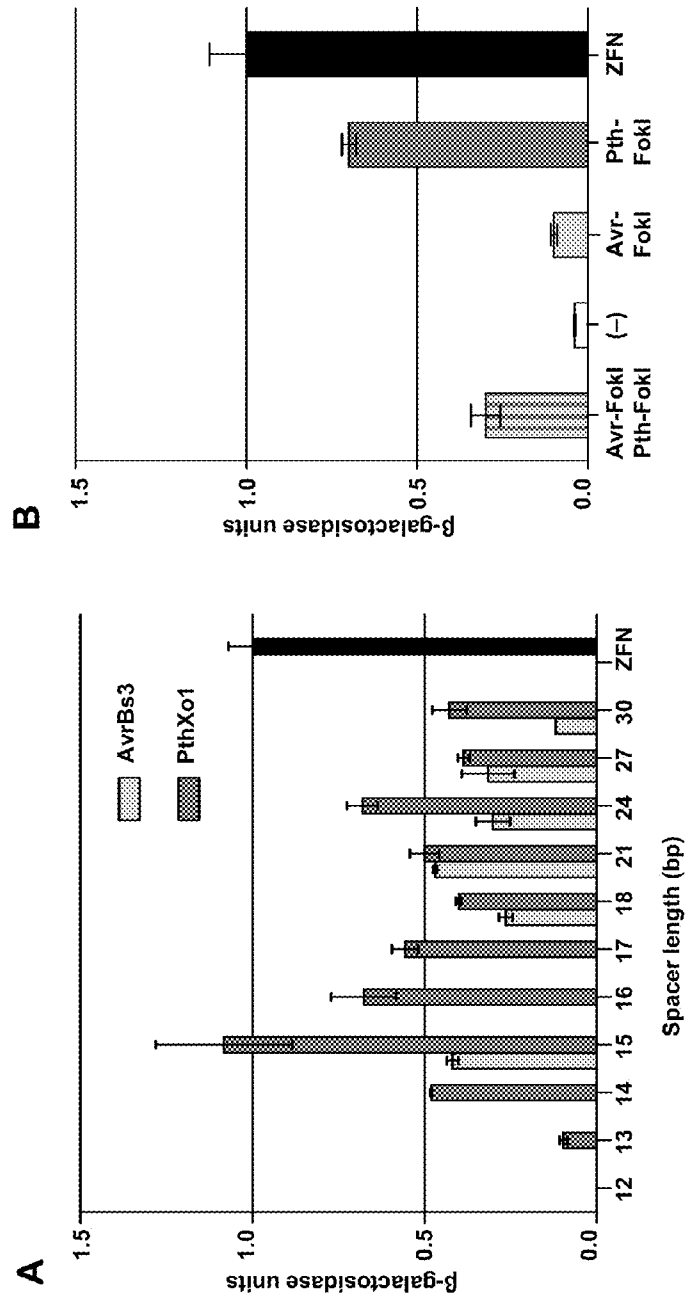 A
β-galactosidase units
1.5
1.0
0.5
0.0
AvrBs3
PthXo1
12 13 14 15 16 17 18 21 24 27 30 ZFN
Spacer length (bp)
B
β-galactosidase units
1.5
1.0
0.5
0.0
Avr-FokI (–) Avr- Pth- ZFN
Pth-FokI FokI FokI